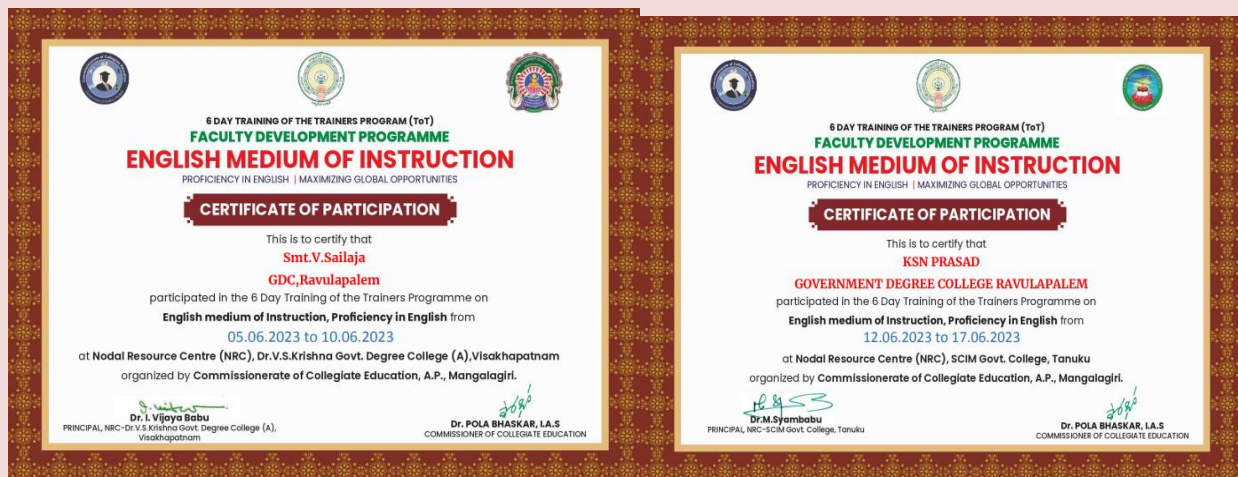 6 DAY TRAINING OF THE TRAINERS PROGRAM (ToT)
FACULTY DEVELOPMENT PROGRAMME
ENGLISH MEDIUM OF INSTRUCTION
PROFICIENCY IN ENGLISH | MAXIMIZING GLOBAL OPPORTUNITIES
CERTIFICATE OF PARTICIPATION
This is to certify that
Smt.V.Sailaja
GDC,Ravulapalem
participated in the 6 Day Training of the Trainers Programme on
English medium of Instruction, Proficiency in English from
05.06.2023 to 10.06.2023
at Nodal Resource Centre (NRC), Dr.V.S.Krishna Govt. Degree College (A),Visakhapatnam
organized by Commissionerate of Collegiate Education, A.P., Mangalagiri.
Dr. I. Vijaya Babu
PRINCIPAL, NRC-Dr.V.S.Krishna Govt. Degree College (A),
Visakhapatnam
Dr. POLA BHASKAR, I.A.S
COMMISSIONER OF COLLEGIATE EDUCATION
6 DAY TRAINING OF THE TRAINERS PROGRAM (ToT)
FACULTY DEVELOPMENT PROGRAMME
ENGLISH MEDIUM OF INSTRUCTION
PROFICIENCY IN ENGLISH | MAXIMIZING GLOBAL OPPORTUNITIES
CERTIFICATE OF PARTICIPATION
This is to certify that
KSN PRASAD
GOVERNMENT DEGREE COLLEGE RAVULAPALEM
participated in the 6 Day Training of the Trainers Programme on
English medium of Instruction, Proficiency in English from
12.06.2023 to 17.06.2023
at Nodal Resource Centre (NRC), SCIM Govt. College, Tanuku
organized by Commissionerate of Collegiate Education, A.P., Mangalagiri.
Dr.M.Syambabu
PRINCIPAL, NRC-SCIM Govt. College, Tanuku
Dr. POLA BHASKAR, I.A.S
COMMISSIONER OF COLLEGIATE EDUCATION